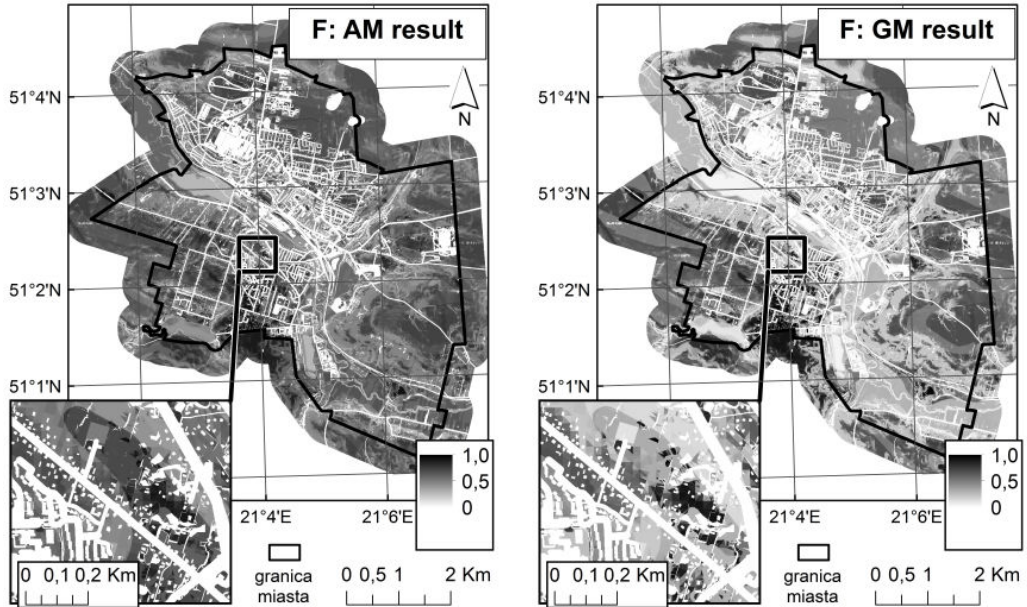 F: AM result
N
51°4'N
51°3'N
51°2'N
51°1'N
1,0
0,5
0
21°4'E
21°6'E
0 0,1 0,2 Km
granica
miasta
0 0,5 1 2 Km
F: GM result
N
51°4'N
51°3'N
51°2'N
51°1'N
1,0
0,5
0
21°4'E
21°6'E
0 0,1 0,2 Km
granica
miasta
0 0,5 1 2 Km